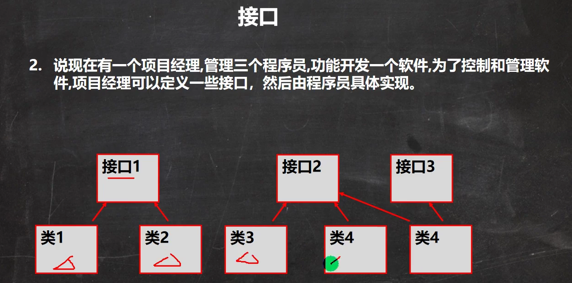 接口
2. 说现在有一个项目经理,管理三个程序员,功能开发一个软件,为了控制和管理软
件,项目经理可以定义一些接口，然后由程序员具体实现。
接口1
接口2
接口3
类1
类2
类3
类4
类4